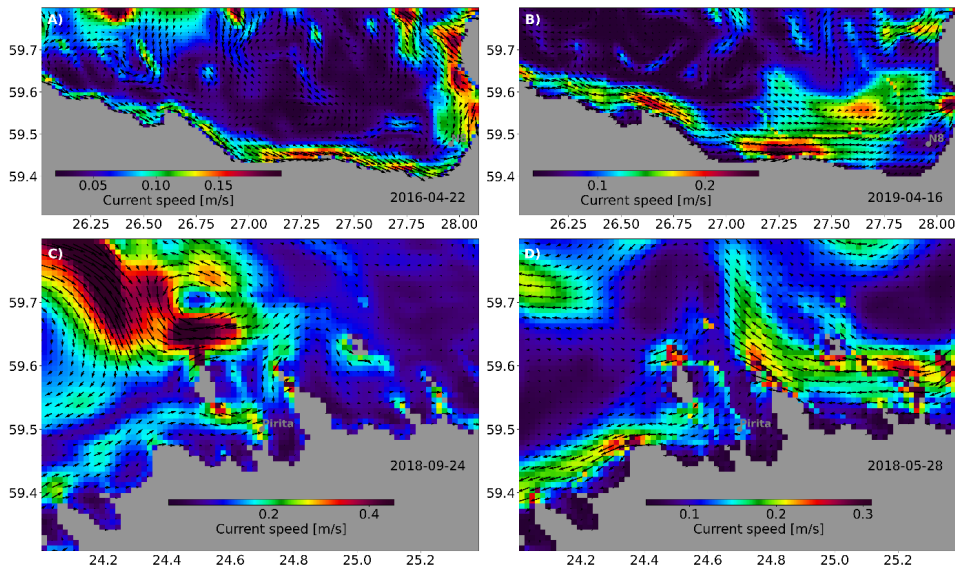 A)
B)
59.7
59.7
59.6
59.6
59.5
59.5
N8
59.4
59.4
0.05 0.10 0.15
0.1 0.2
Current speed [m/s]
2016-04-22
Current speed [m/s]
2019-04-16
26.25 26.50 26.75 27.00 27.25 27.50 27.75 28.00
26.25 26.50 26.75 27.00 27.25 27.50 27.75 28.00
C)
D)
59.7
59.7
59.6
59.6
59.5
Pirita
59.5
Pirita
59.4
59.4
2018-09-24
2018-05-28
0.2 0.4
0.1 0.2 0.3
Current speed [m/s]
Current speed [m/s]
24.2 24.4 24.6 24.8 25.0 25.2
24.2 24.4 24.6 24.8 25.0 25.2